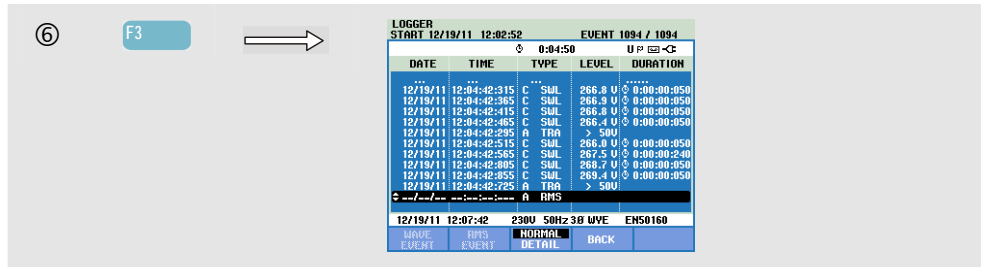 ⑥ F3
LOGGER
START 12/19/11 12:02:52 EVENT 1094 / 1094
0:04:50 U
DATE TIME TYPE LEVEL DURATION
... ... ... ......
12/19/11 12:04:42:315 C SWL 266.8 V 0:00:00:050
12/19/11 12:04:42:365 C SWL 266.9 V 0:00:00:050
12/19/11 12:04:42:415 C SWL 266.8 V 0:00:00:050
12/19/11 12:04:42:465 C SWL 266.4 V 0:00:00:050
12/19/11 12:04:42:295 A TRA > 50V
12/19/11 12:04:42:515 C SWL 266.0 V 0:00:00:050
12/19/11 12:04:42:565 C SWL 267.5 V 0:00:00:240
12/19/11 12:04:42:805 C SWL 268.7 V 0:00:00:050
12/19/11 12:04:42:855 C SWL 269.4 V 0:00:00:050
12/19/11 12:04:42:725 A TRA > 50V
--/--/-- --:--:--:--- A RMS
12/19/11 12:07:42 230V 50Hz 3Ø WYE EN50160
WAVE EVENT RMS EVENT NORMAL DETAIL BACK